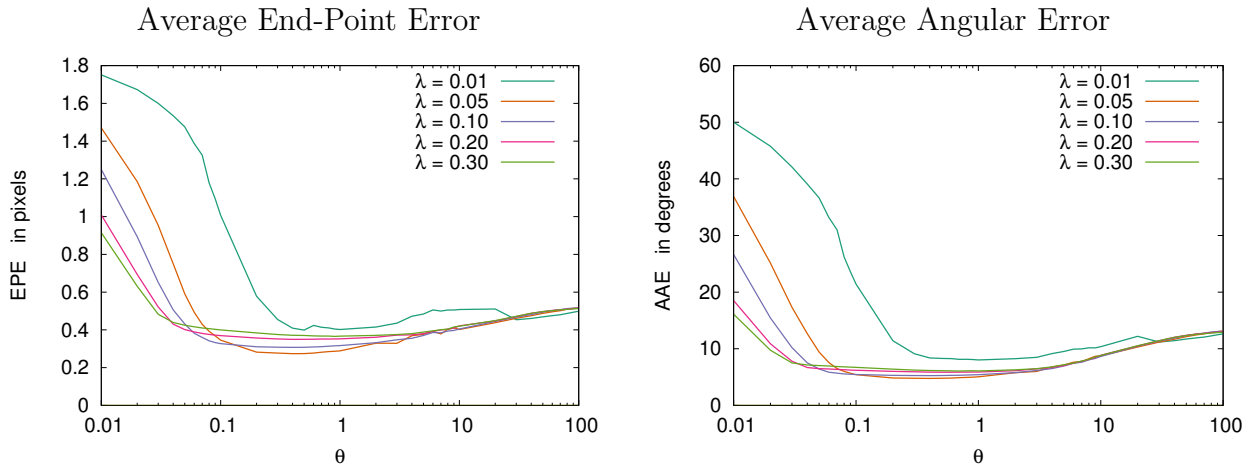 Average End-Point Error
1.8
1.6
1.4
1.2
1
0.8
0.6
0.4
0.2
0
EPE in pixels
0.01
0.1
1
10
100
θ
λ = 0.01
λ = 0.05
λ = 0.10
λ = 0.20
λ = 0.30
Average Angular Error
60
50
40
30
20
10
0
AAE in degrees
0.01
0.1
1
10
100
θ
λ = 0.01
λ = 0.05
λ = 0.10
λ = 0.20
λ = 0.30